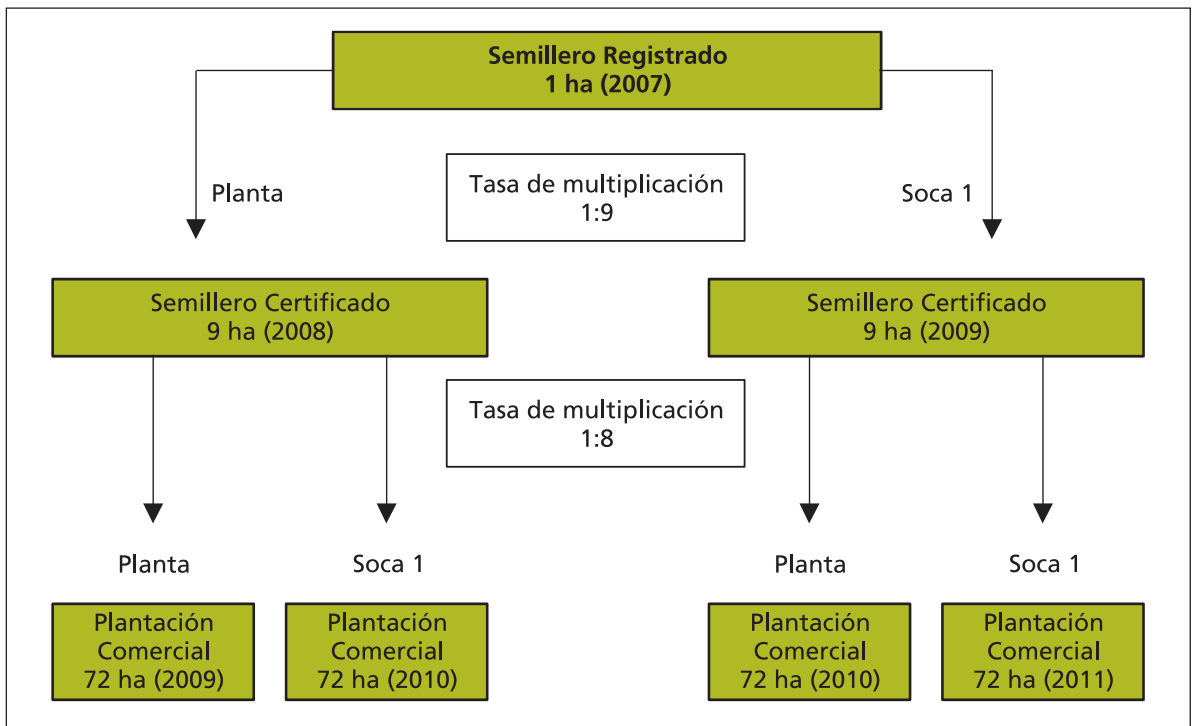 Semillero Registrado
1 ha (2007)
Planta
Tasa de multiplicación
1:9
Soca 1
Semillero Certificado
9 ha (2008)
Semillero Certificado
9 ha (2009)
Tasa de multiplicación
1:8
Planta
Soca 1
Planta
Soca 1
Plantación
Comercial
72 ha (2009)
Plantación
Comercial
72 ha (2010)
Plantación
Comercial
72 ha (2010)
Plantación
Comercial
72 ha (2011)